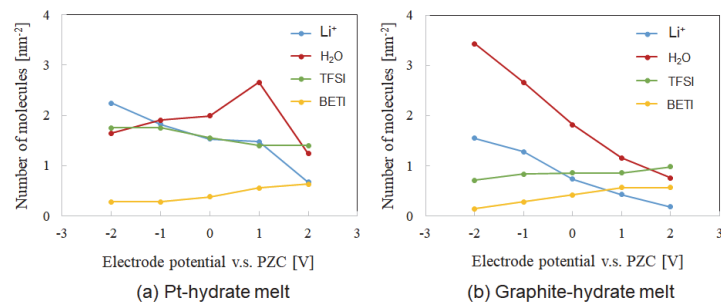 Number of molecules [nm⁻²]
4
3
2
1
0
-3 -2 -1 0 1 2 3
Electrode potential v.s. PZC [V]
Li⁺
H₂O
TFSI
BETI
(a) Pt-hydrate melt
Number of molecules [nm⁻²]
4
3
2
1
0
-3 -2 -1 0 1 2 3
Electrode potential v.s. PZC [V]
Li⁺
H₂O
TFSI
BETI
(b) Graphite-hydrate melt